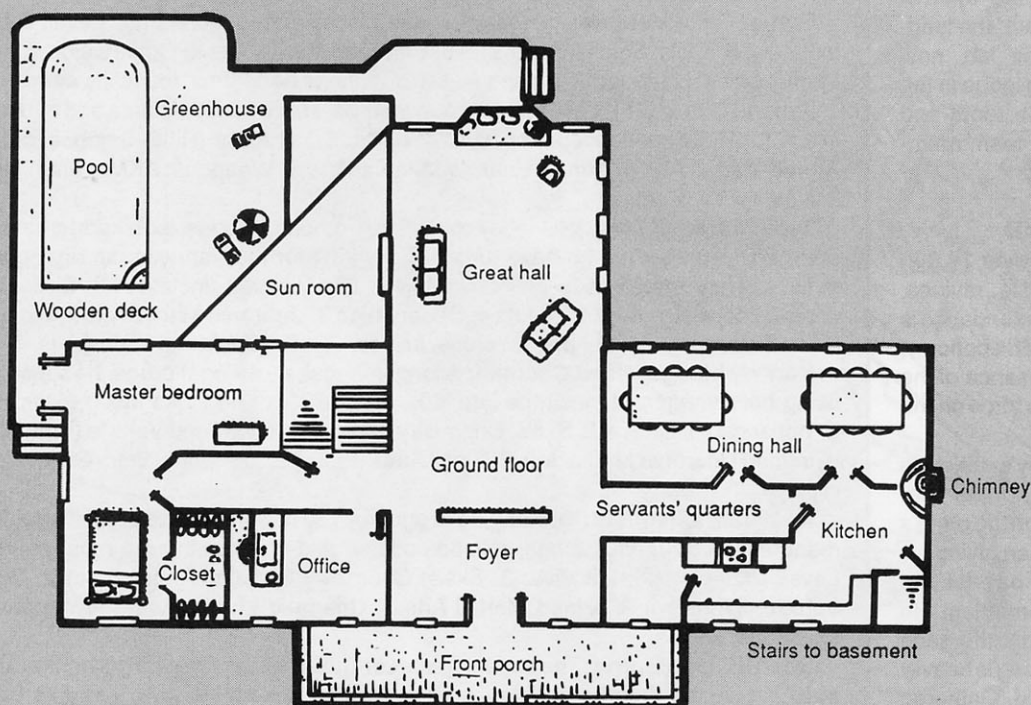 Greenhouse
Pool
Sun room
Great hall
Wooden deck
Master bedroom
Dining hall
Ground floor
Chimney
Servants' quarters
Kitchen
Closet
Office
Foyer
Stairs to basement
Front porch